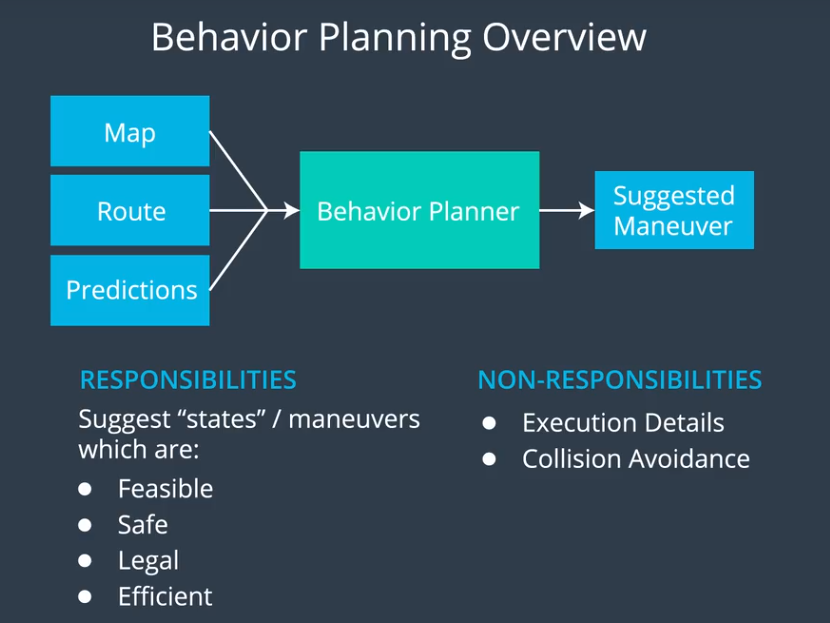 Behavior Planning Overview
Map
Route
Predictions
Behavior Planner
Suggested
Maneuver
RESPONSIBILITIES
Suggest “states” / maneuvers
which are:
● Feasible
● Safe
● Legal
● Efficient
NON-RESPONSIBILITIES
● Execution Details
● Collision Avoidance